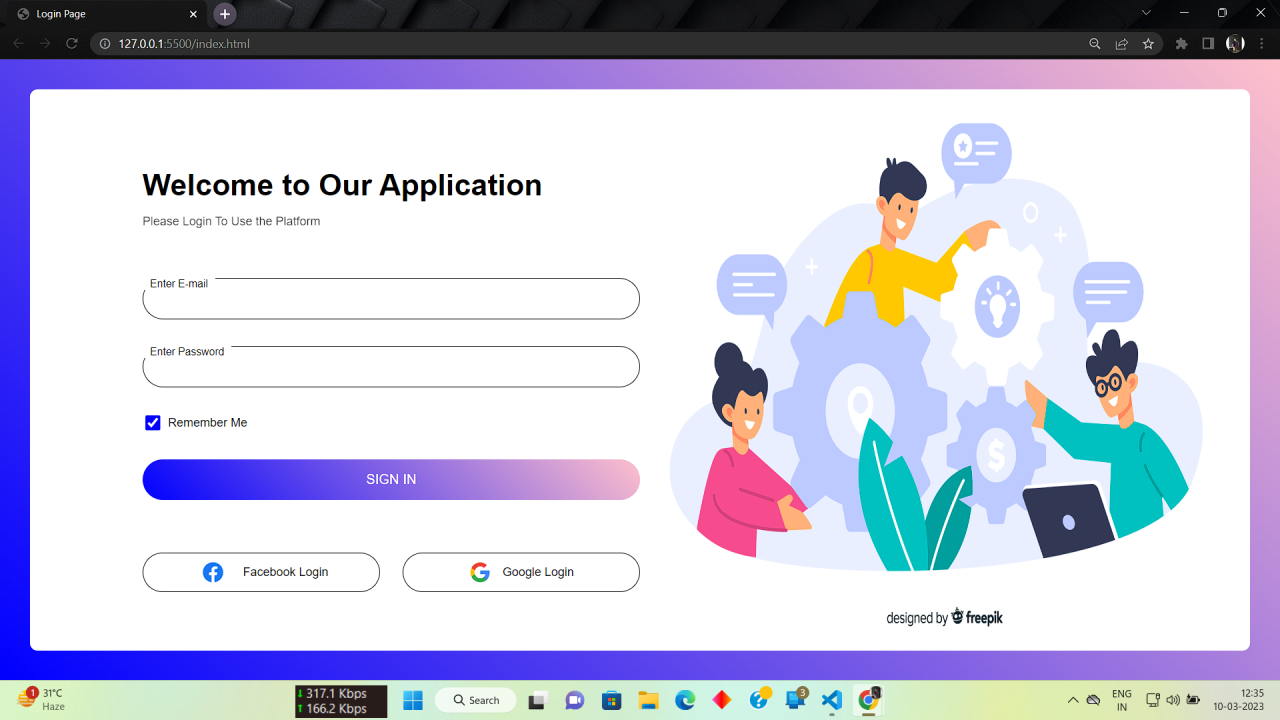 Login Page
127.0.0.1:5500/index.html
Welcome to Our Application
Please Login To Use the Platform
Enter E-mail
Enter Password
Remember Me
SIGN IN
Facebook Login
Google Login
$
designed by freepik
1
31°C
Haze
317.1 Kbps
166.2 Kbps
Search
3
ENG
IN
12:35
10-03-2023